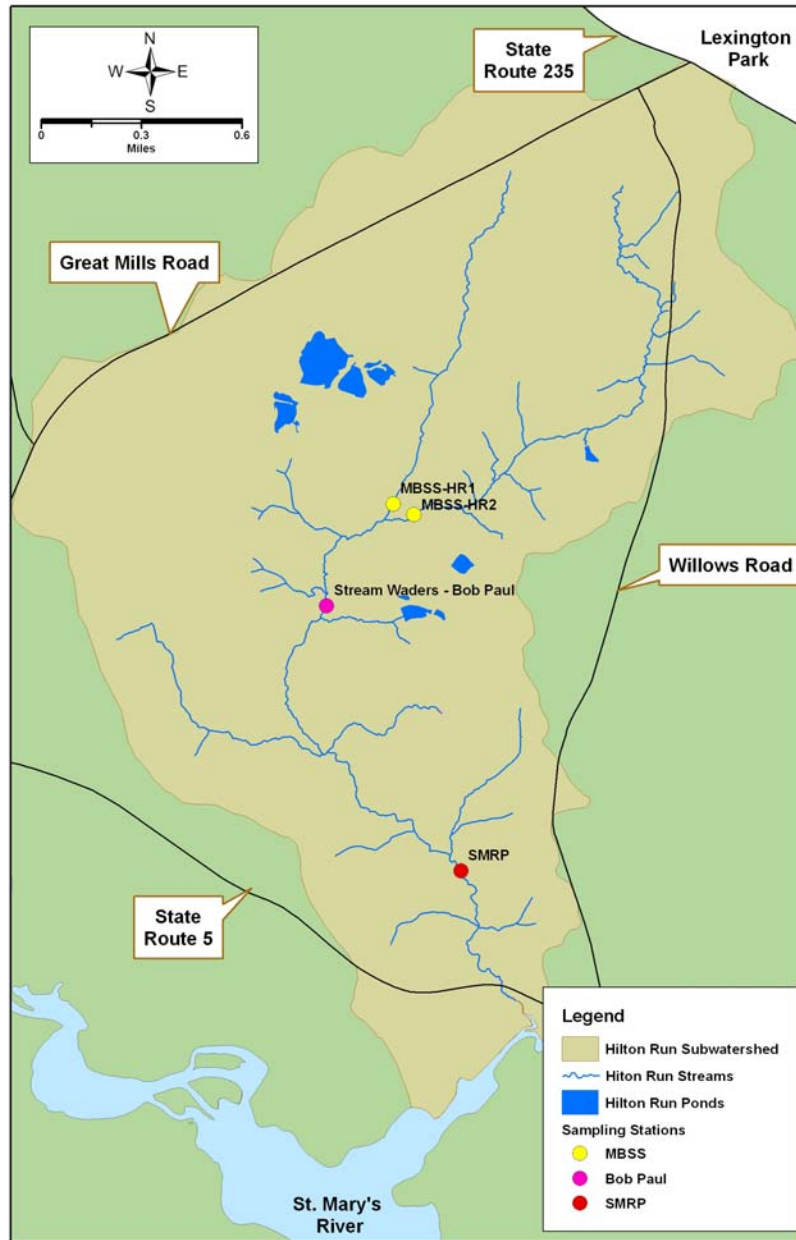 N
W E
S
0 0.3 0.6
Miles
State
Route 235
Lexington
Park
Great Mills Road
MBSS-HR1
MBSS-HR2
Willows Road
Stream Waders - Bob Paul
SMRP
State
Route 5
Legend
Hilton Run Subwatershed
Hiton Run Streams
Hilton Run Ponds
Sampling Stations
MBSS
Bob Paul
SMRP
St. Mary's
River